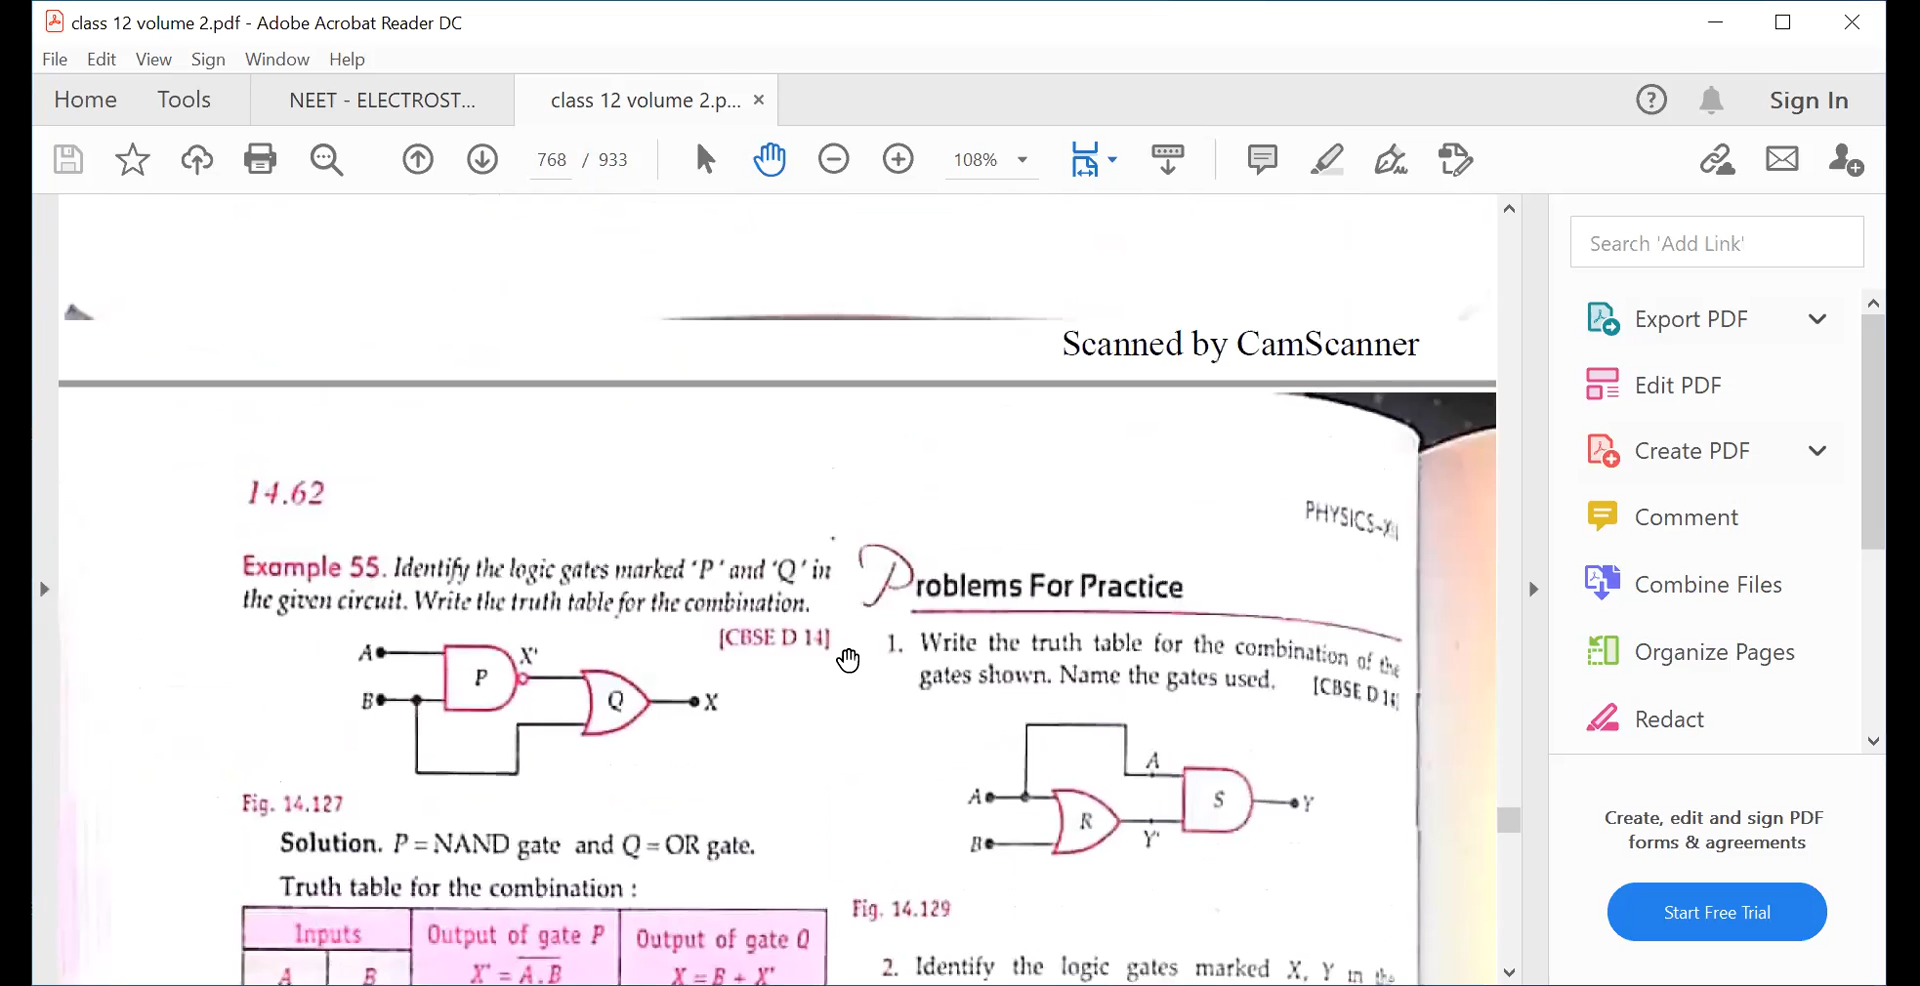 class 12 volume 2.pdf - Adobe Acrobat Reader DC
File Edit View Sign Window Help
Home Tools NEET - ELECTROST... class 12 volume 2.p... × Sign In
768 / 933 108%
Scanned by CamScanner
14.62
Example 55. Identify the logic gates marked 'P' and 'Q' in
the given circuit. Write the truth table for the combination.
[CBSE D 14]
A X'
P
B Q X
Fig. 14.127
Solution. P = NAND gate and Q = OR gate.
Truth table for the combination :
Inputs Output of gate P Output of gate Q
A B X' = \overline{A.B} X = B + X'
PHYSICS-XII
Problems For Practice
1. Write the truth table for the combination of the
gates shown. Name the gates used. [CBSE D 14]
A
A R S Y
B Y'
Fig. 14.129
2. Identify the logic gates marked X, Y in the
Search 'Add Link'
Export PDF
Edit PDF
Create PDF
Comment
Combine Files
Organize Pages
Redact
Create, edit and sign PDF
forms & agreements
Start Free Trial